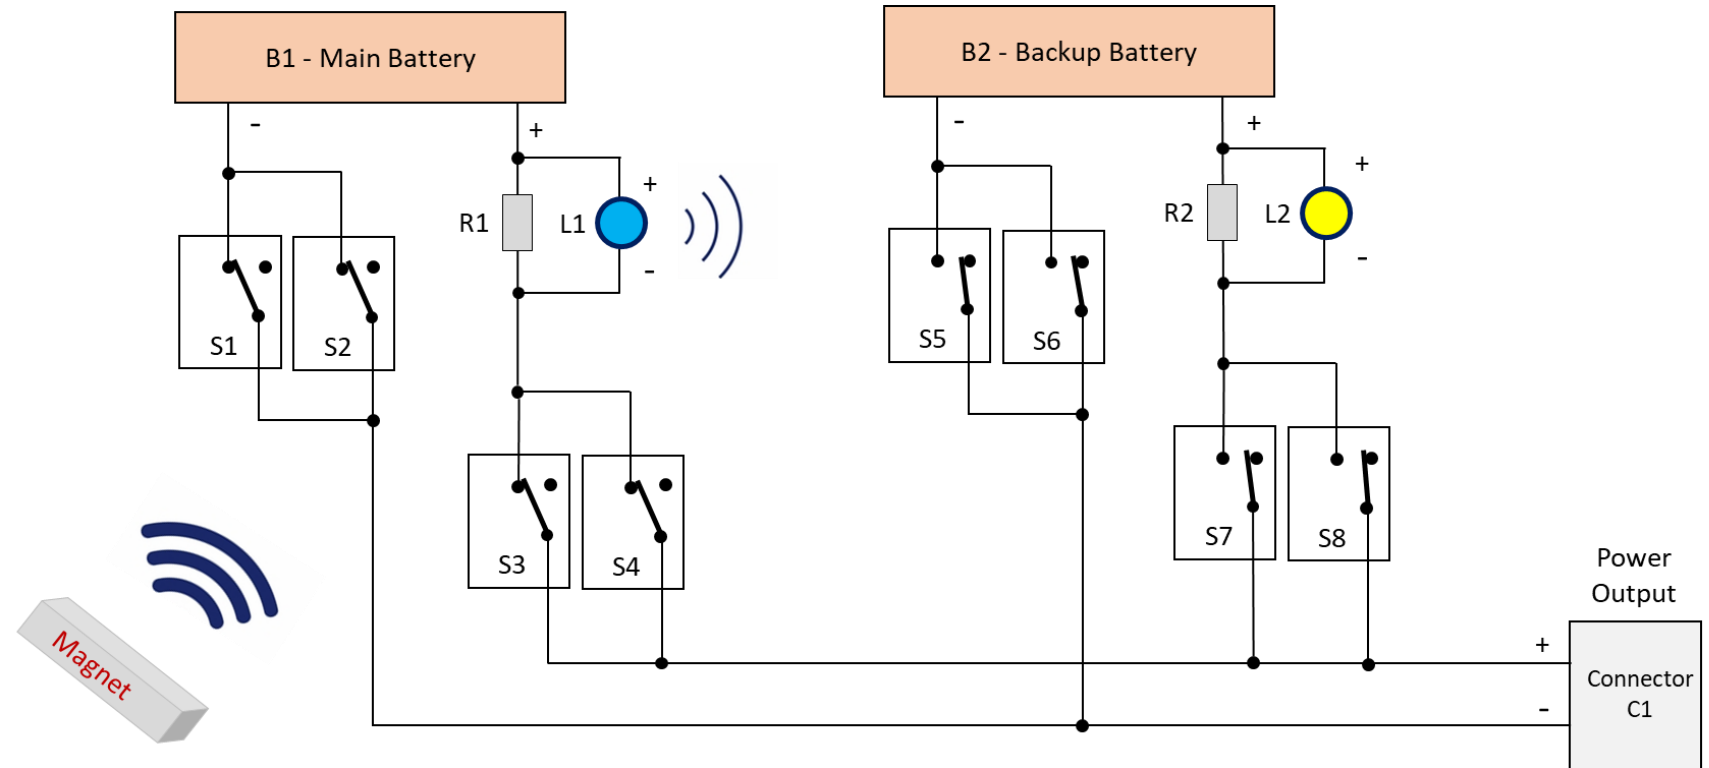 B1 - Main Battery
B2 - Backup Battery
-
+
-
+
+
+
R1
L1
R2
L2
-
-
S1
S2
S5
S6
S3
S4
S7
S8
Power
Output
Magnet
+
Connector
C1
-